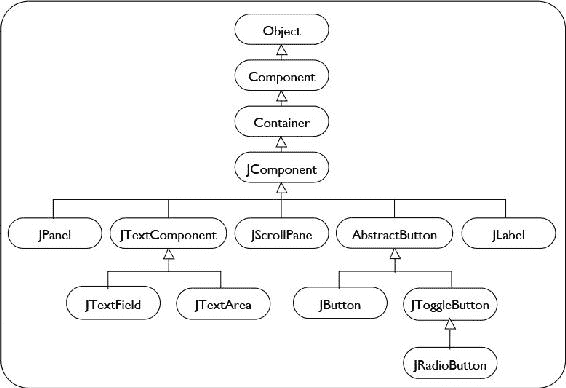 Object
Component
Container
JComponent
JPanel
JTextComponent
JScrollPane
AbstractButton
JLabel
JTextField
JTextArea
JButton
JToggleButton
JRadioButton